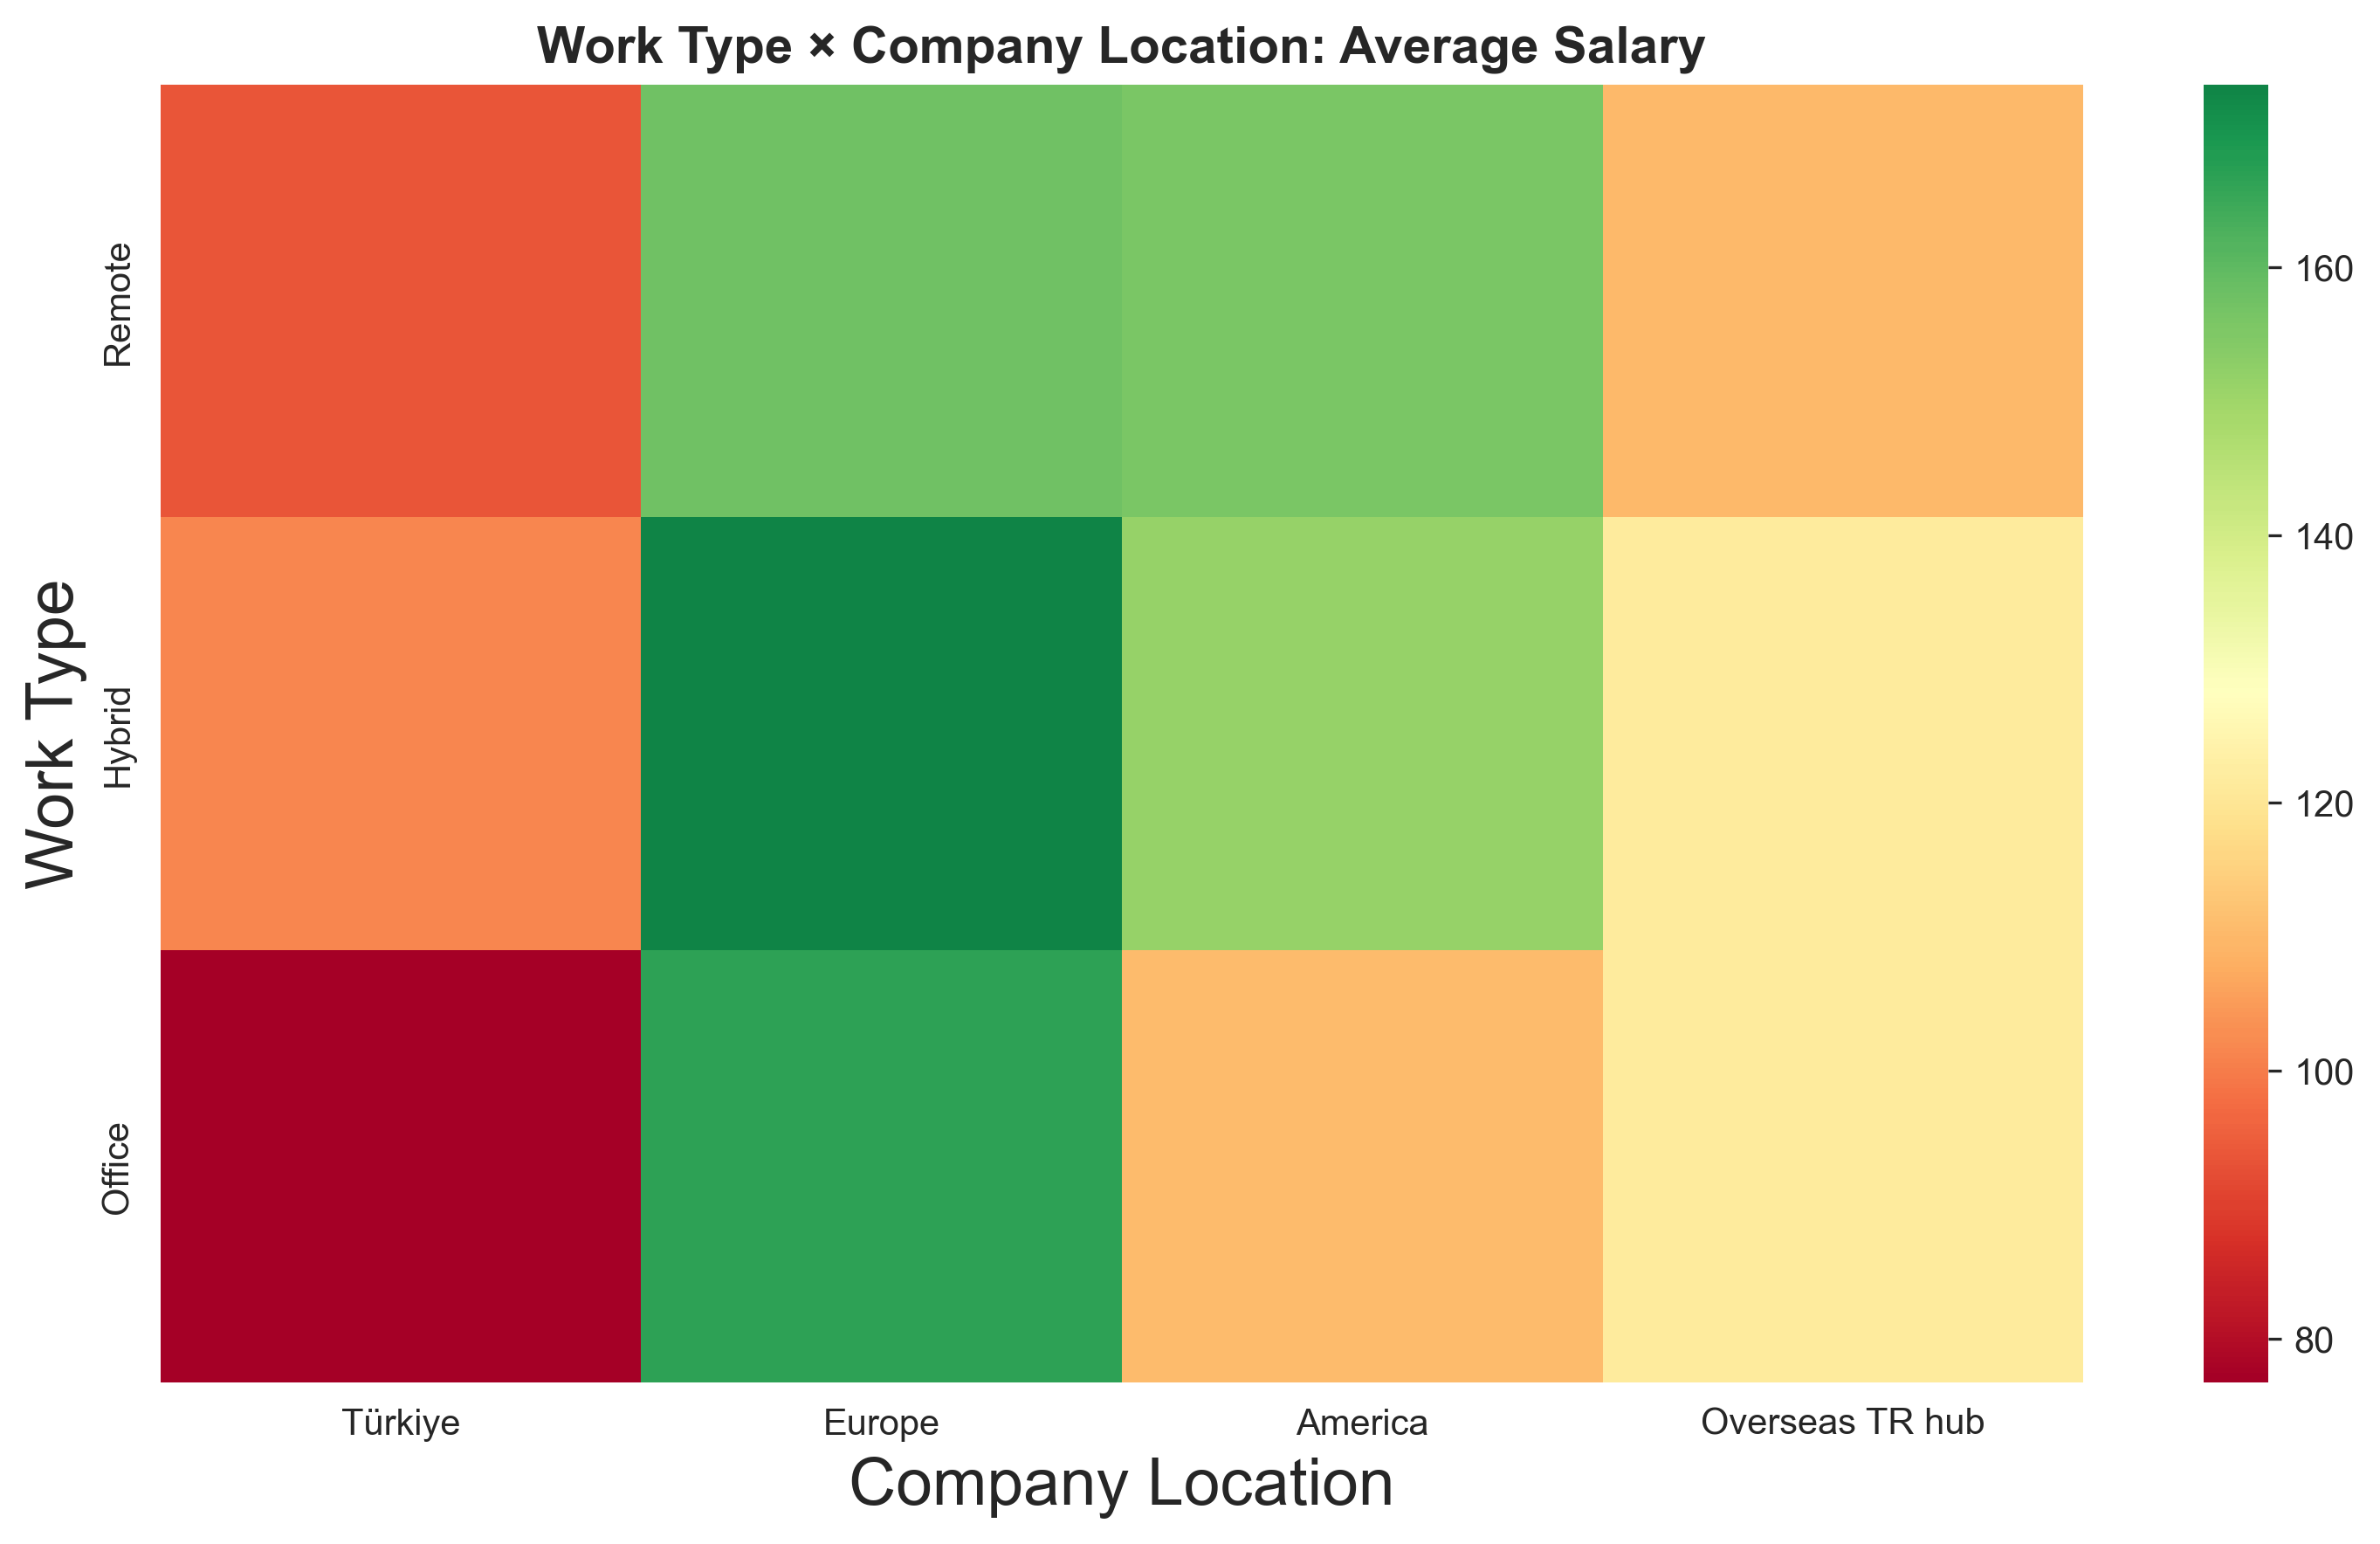 Work Type × Company Location: Average Salary
Work Type
Remote
Hybrid
Office
Türkiye
Europe
America
Overseas TR hub
Company Location
160
140
120
100
80